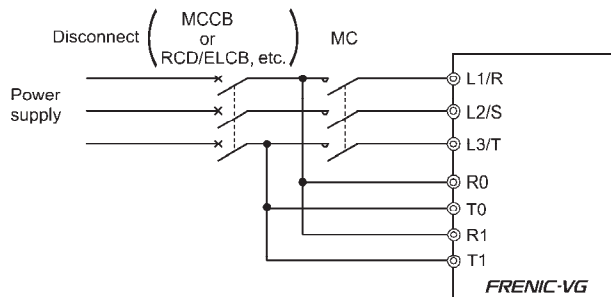 MCCB
or
RCD/ELCB, etc.
Disconnect
MC
Power
supply
L1/R
L2/S
L3/T
R0
T0
R1
T1
FRENIC-VG